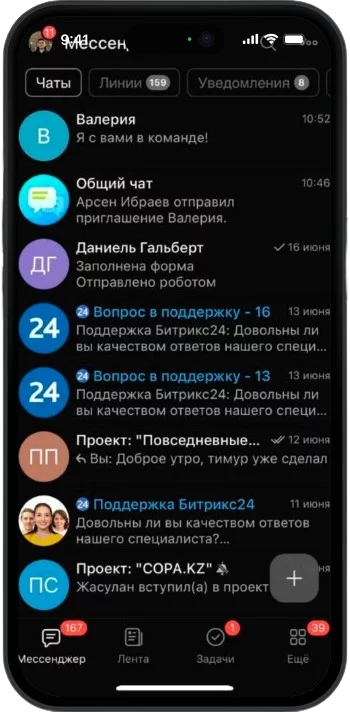 11
9:41
Мессен
Чаты
Линии 159
Уведомления 8
В
Валерия 10:52
Я с вами в команде!
Общий чат 10:46
Арсен Ибраев отправил
приглашение Валерия.
ДГ
Даниель Гальберт 16 июня
Заполнена форма
Отправлено роботом
24
24 Вопрос в поддержку - 16 13 июня
Поддержка Битрикс24: Довольны ли
вы качеством ответов нашего специ...
24
24 Вопрос в поддержку - 13 13 июня
Поддержка Битрикс24: Довольны ли
вы качеством ответов нашего специ...
ПП
Проект: "Повседневные... 12 июня
Вы: Доброе утро, тимур уже сделал
24 Поддержка Битрикс24 11 июня
Довольны ли вы качеством ответов
нашего специалиста?...
ПС
Проект: "COPA.KZ"
Жасулан вступил(а) в проект
+
167
1
39
Мессенджер
Лента
Задачи
Ещё